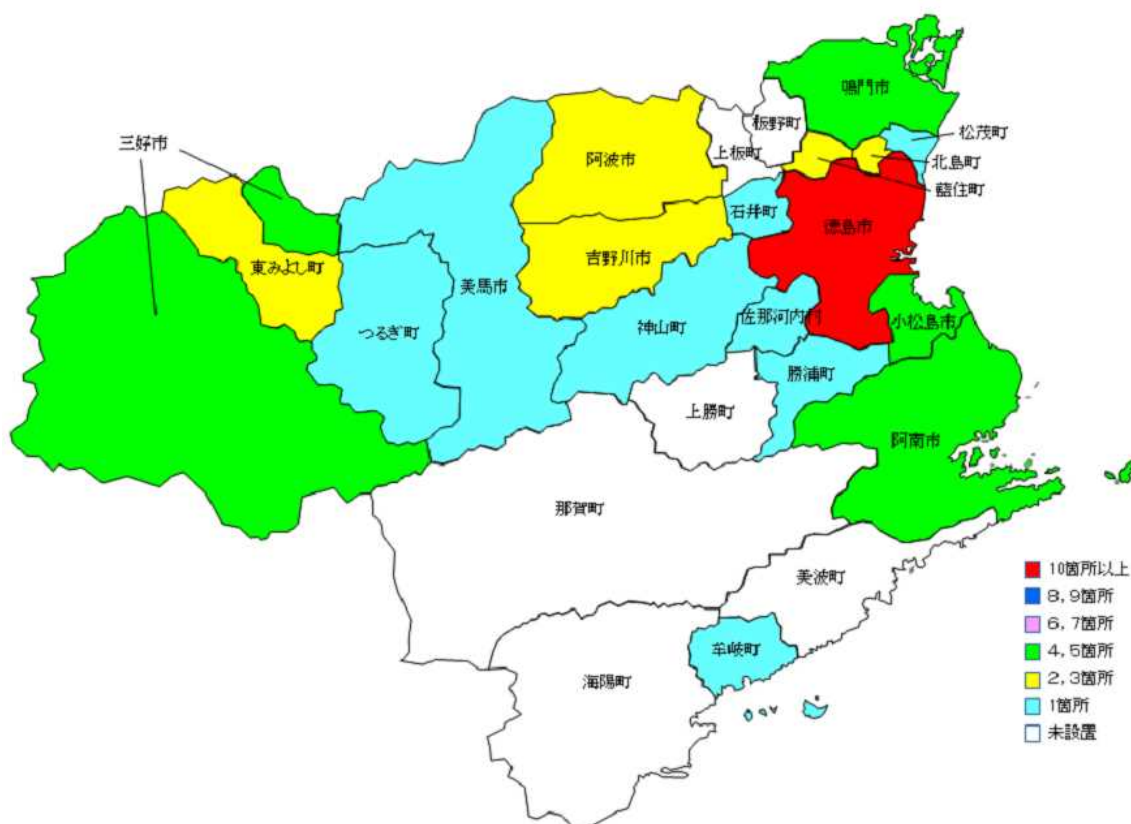 鳴門市
板野町
松茂町
三好市
上板町
阿波市
北島町
藍住町
石井町
徳島市
吉野川市
東みよし町
美馬市
佐那河内村
神山町
小松島市
つるぎ町
勝浦町
上勝町
阿南市
那賀町
美波町
牟岐町
海陽町
10箇所以上
8,9箇所
6,7箇所
4,5箇所
2,3箇所
1箇所
未設置